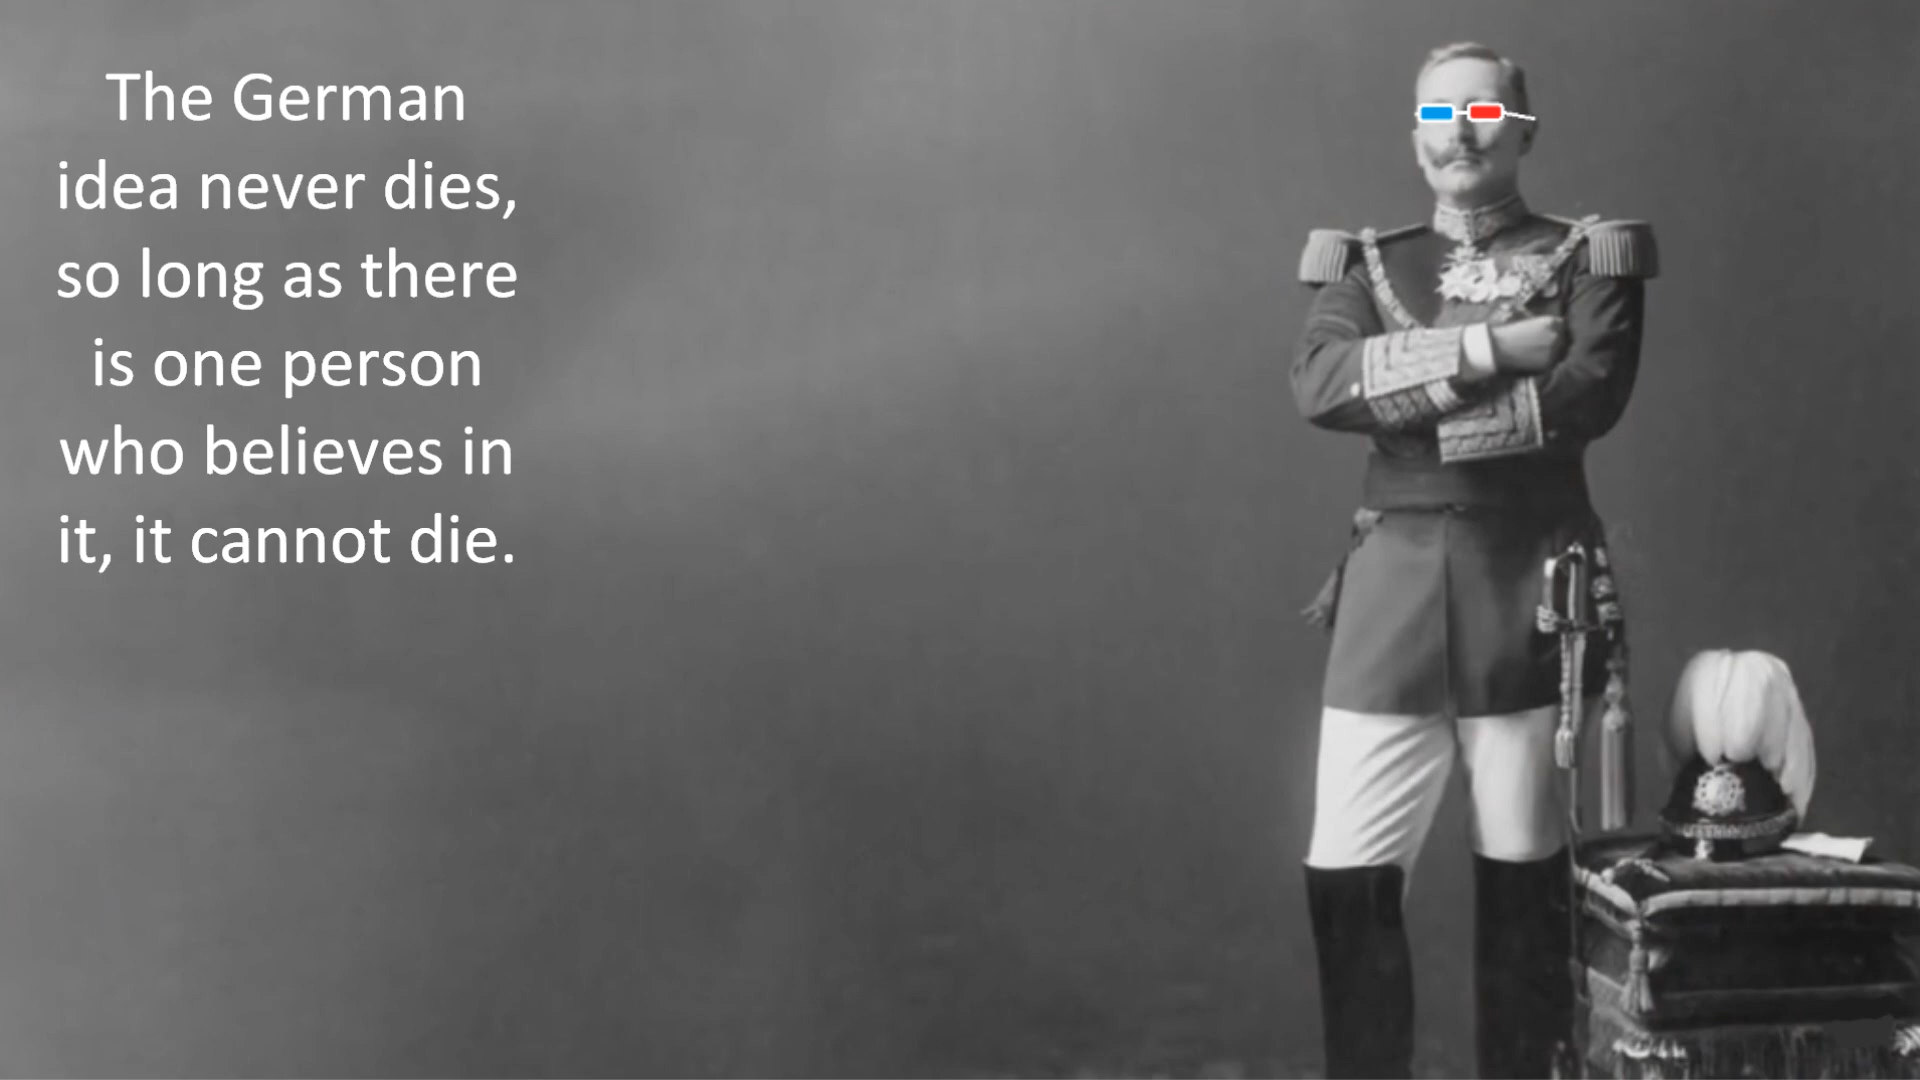 The German
idea never dies,
so long as there
is one person
who believes in
it, it cannot die.